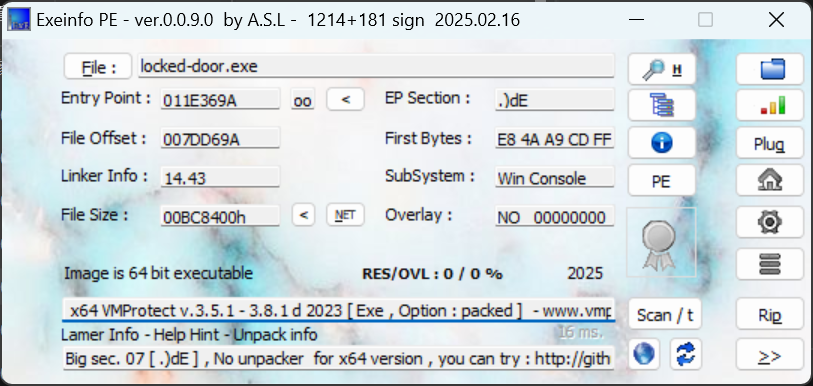 Exeinfo PE - ver.0.0.9.0 by A.S.L - 1214+181 sign 2025.02.16
File : locked-door.exe H
Entry Point : 011E369A oo < EP Section : .)dE
File Offset : 007DD69A First Bytes : E8 4A A9 CD FF Plug
Linker Info : 14.43 SubSystem : Win Console PE
File Size : 00BC8400h < NET Overlay : NO 00000000
Image is 64 bit executable RES/OVL : 0 / 0 % 2025
x64 VMProtect v.3.5.1 - 3.8.1 d 2023 [ Exe , Option : packed ] - www.vmp Scan / t Rip
Lamer Info - Help Hint - Unpack info 16 ms.
Big sec. 07 [ .)dE ] , No unpacker for x64 version , you can try : http://gith >>